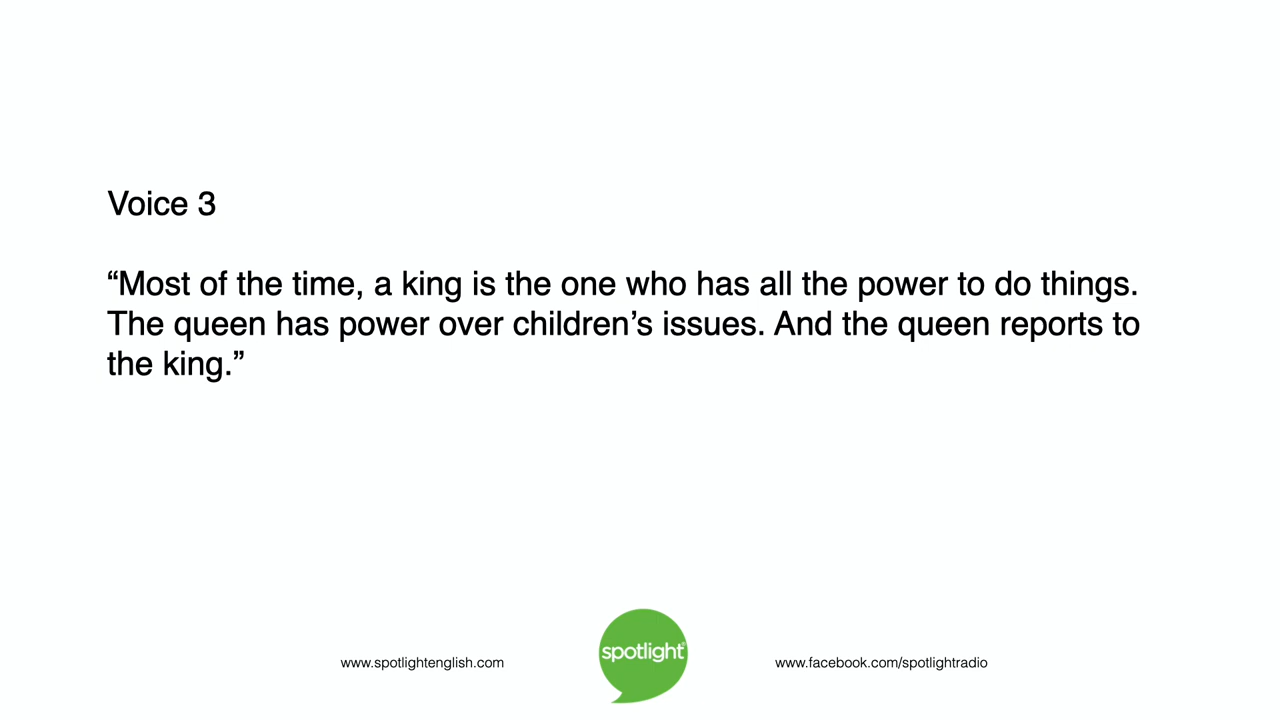 Voice 3
“Most of the time, a king is the one who has all the power to do things.
The queen has power over children’s issues. And the queen reports to
the king.”
www.spotlightenglish.com
spotlight®
www.facebook.com/spotlightradio